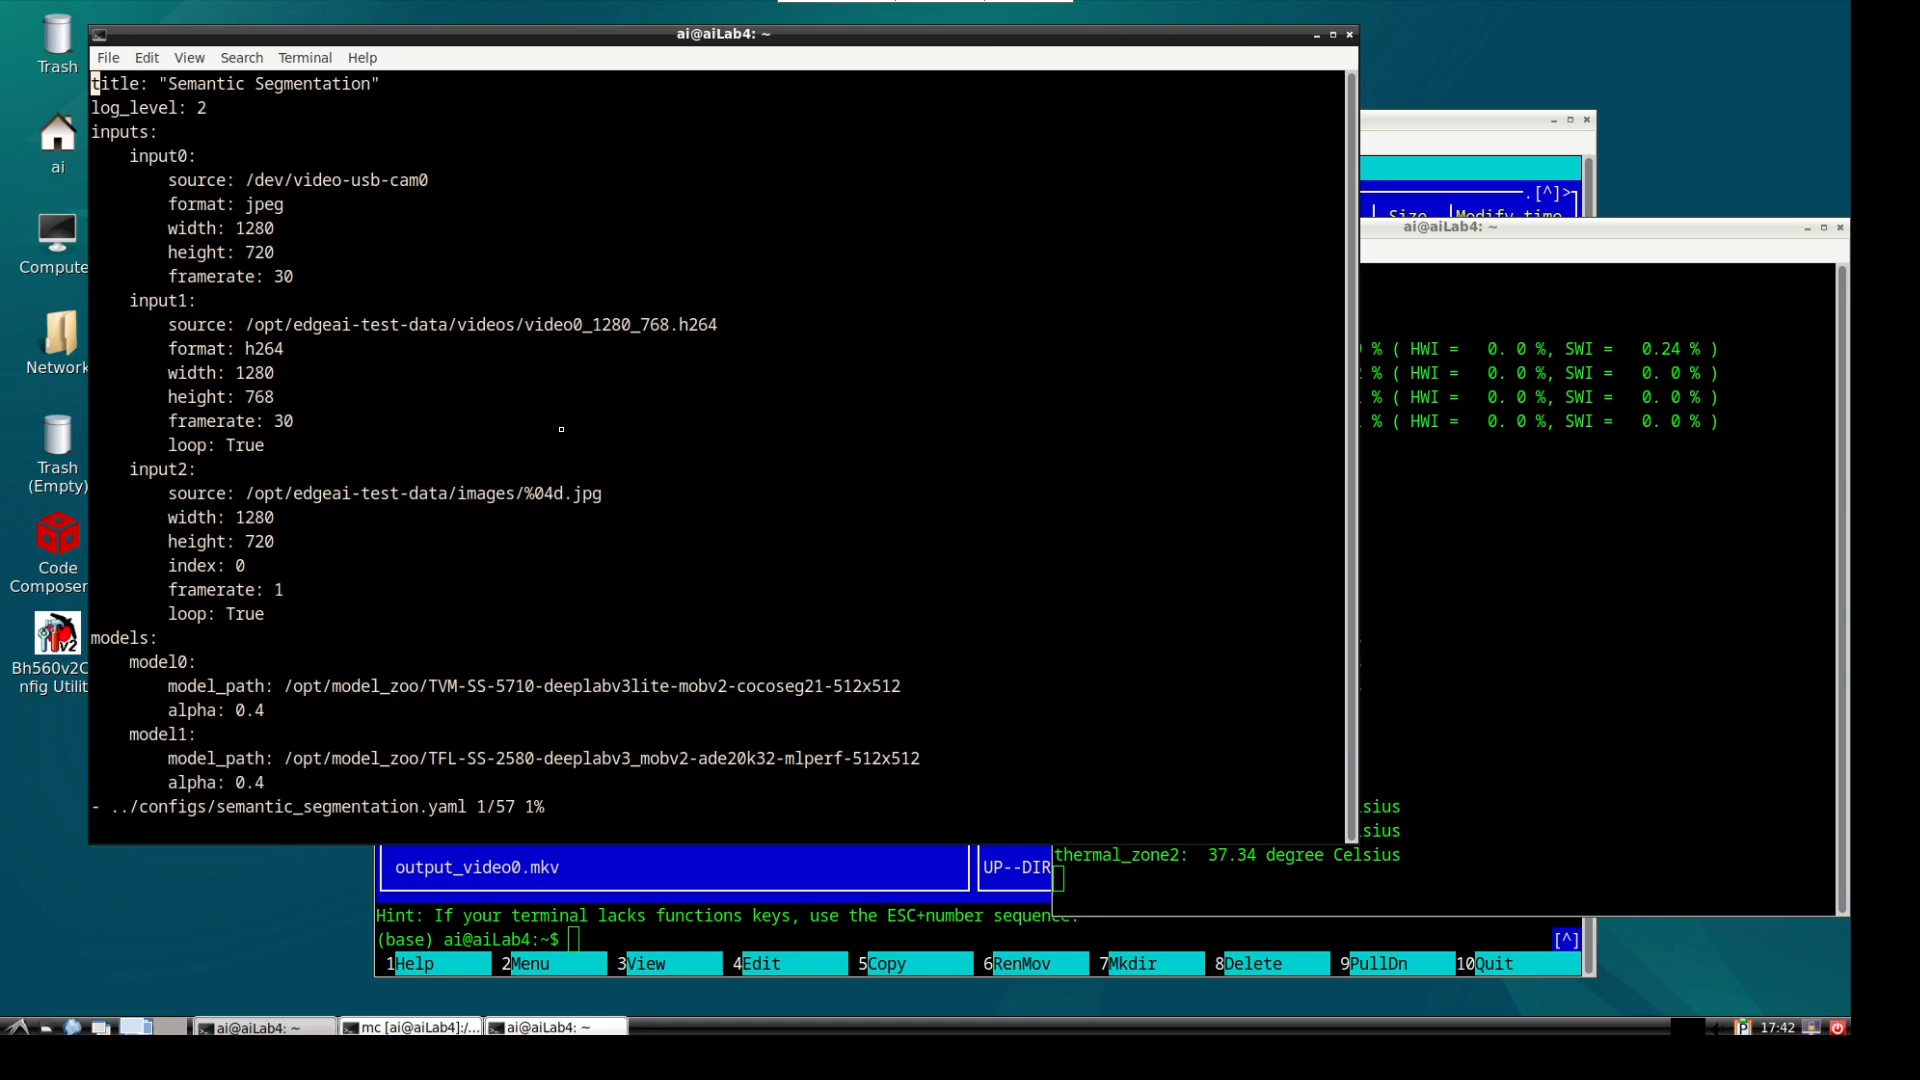 Trash
ai
Compute
Network
Trash
(Empty)
Code
Composer
Bh560v2C
nfig Utilit
ai@aiLab4: ~
File Edit View Search Terminal Help
title: "Semantic Segmentation"
log_level: 2
inputs:
    input0:
        source: /dev/video-usb-cam0
        format: jpeg
        width: 1280
        height: 720
        framerate: 30
    input1:
        source: /opt/edgeai-test-data/videos/video0_1280_768.h264
        format: h264
        width: 1280
        height: 768
        framerate: 30
        loop: True
    input2:
        source: /opt/edgeai-test-data/images/%04d.jpg
        width: 1280
        height: 720
        index: 0
        framerate: 1
        loop: True
models:
    model0:
        model_path: /opt/model_zoo/TVM-SS-5710-deeplabv3lite-mobv2-cocoseg21-512x512
        alpha: 0.4
    model1:
        model_path: /opt/model_zoo/TFL-SS-2580-deeplabv3_mobv2-ade20k32-mlperf-512x512
        alpha: 0.4
- ../configs/semantic_segmentation.yaml 1/57 1%
.[^]>
Size Modify time
ai@aiLab4: ~
% ( HWI =   0. 0 %, SWI =   0.24 % )
% ( HWI =   0. 0 %, SWI =   0. 0 % )
% ( HWI =   0. 0 %, SWI =   0. 0 % )
% ( HWI =   0. 0 %, SWI =   0. 0 % )
sius
sius
thermal_zone2:  37.34 degree Celsius
output_video0.mkv
UP--DIR
Hint: If your terminal lacks functions keys, use the ESC+number sequence.
(base) ai@aiLab4:~$
[^]
1Help 2Menu 3View 4Edit 5Copy 6RenMov 7Mkdir 8Delete 9PullDn 10Quit
ai@aiLab4: ~ mc [ai@aiLab4]:/... ai@aiLab4: ~ 17:42